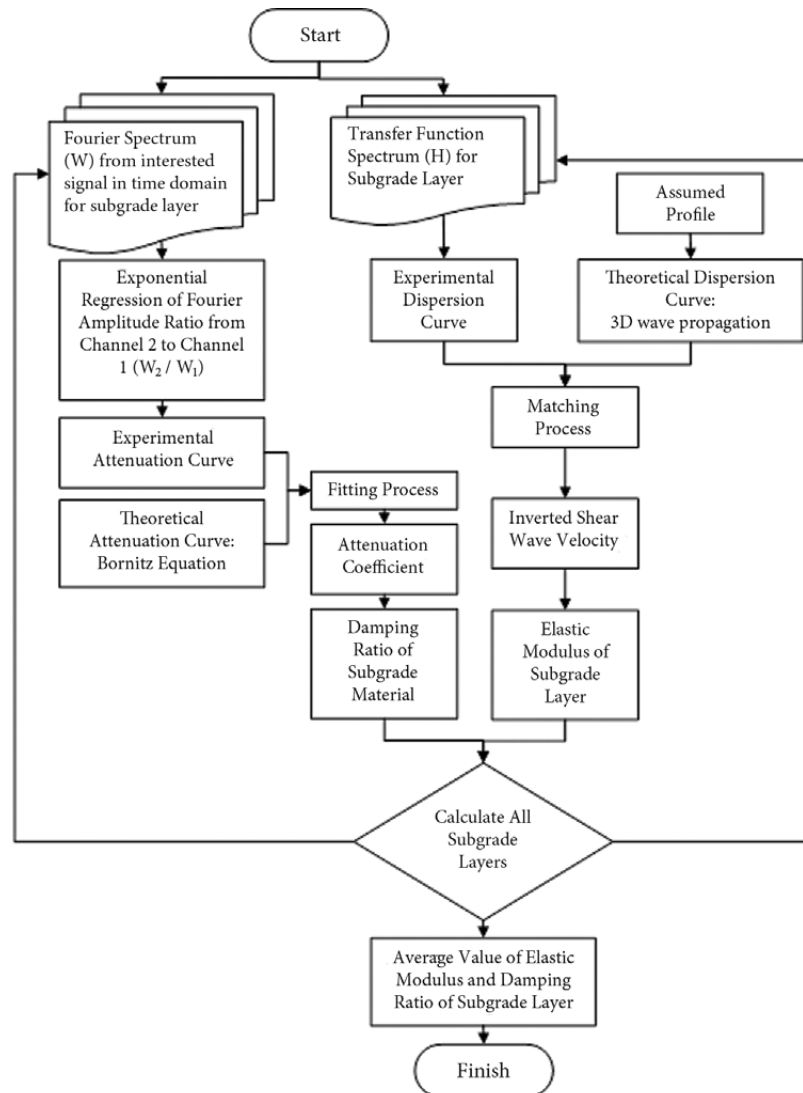 Start
Fourier Spectrum
(W) from interested
signal in time domain
for subgrade layer
Transfer Function
Spectrum (H) for
Subgrade Layer
Assumed
Profile
Exponential
Regression of Fourier
Amplitude Ratio from
Channel 2 to Channel
1 (W₂ / W₁)
Experimental
Dispersion
Curve
Theoretical Dispersion
Curve:
3D wave propagation
Matching
Process
Experimental
Attenuation Curve
Theoretical
Attenuation Curve:
Bornitz Equation
Fitting Process
Attenuation
Coefficient
Damping
Ratio of
Subgrade
Material
Inverted Shear
Wave Velocity
Elastic
Modulus of
Subgrade
Layer
Calculate All
Subgrade
Layers
Average Value of Elastic
Modulus and Damping
Ratio of Subgrade Layer
Finish